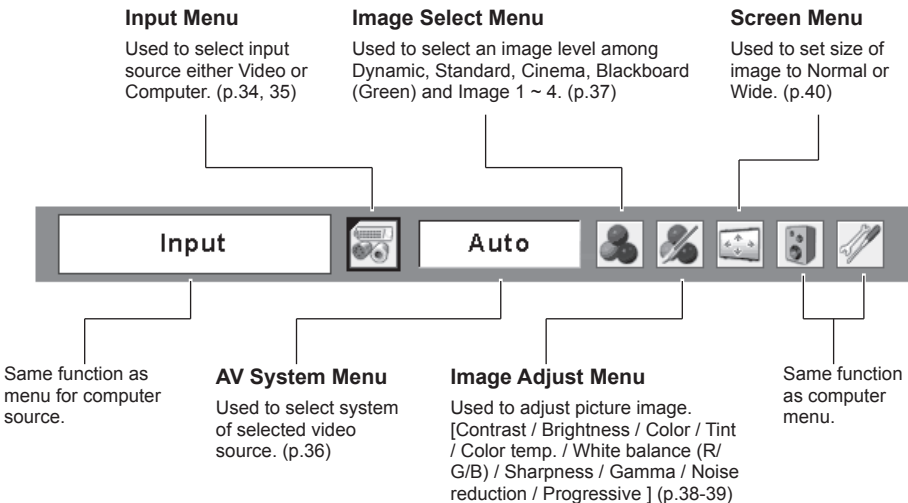 Input Menu
Used to select input
source either Video or
Computer. (p.34, 35)
Image Select Menu
Used to select an image level among
Dynamic, Standard, Cinema, Blackboard
(Green) and Image 1 ~ 4. (p.37)
Screen Menu
Used to set size of
image to Normal or
Wide. (p.40)
Input
Auto
Same function as
menu for computer
source.
AV System Menu
Used to select system
of selected video
source. (p.36)
Image Adjust Menu
Used to adjust picture image.
[Contrast / Brightness / Color / Tint
/ Color temp. / White balance (R/
G/B) / Sharpness / Gamma / Noise
reduction / Progressive ] (p.38-39)
Same function
as computer
menu.